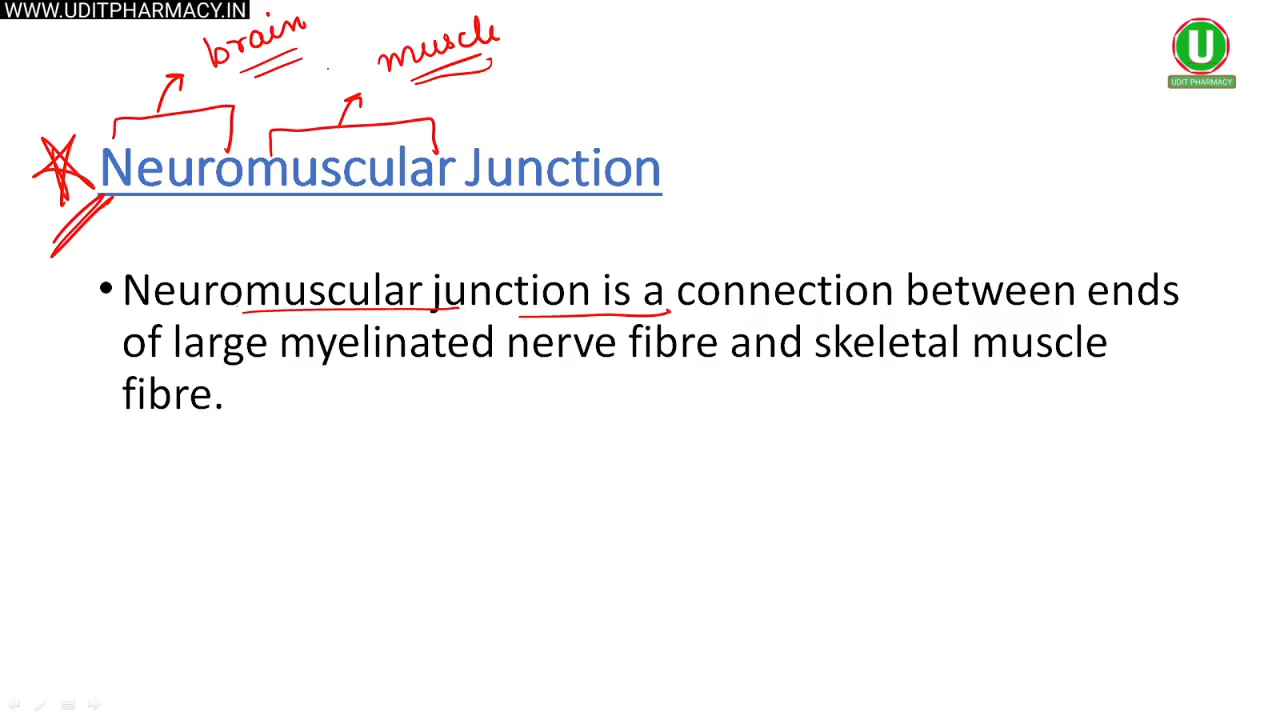 WWW.UDITPHARMACY.IN
brain
muscle
U
UDIT PHARMACY
Neuromuscular Junction
• Neuromuscular junction is a connection between ends
of large myelinated nerve fibre and skeletal muscle
fibre.